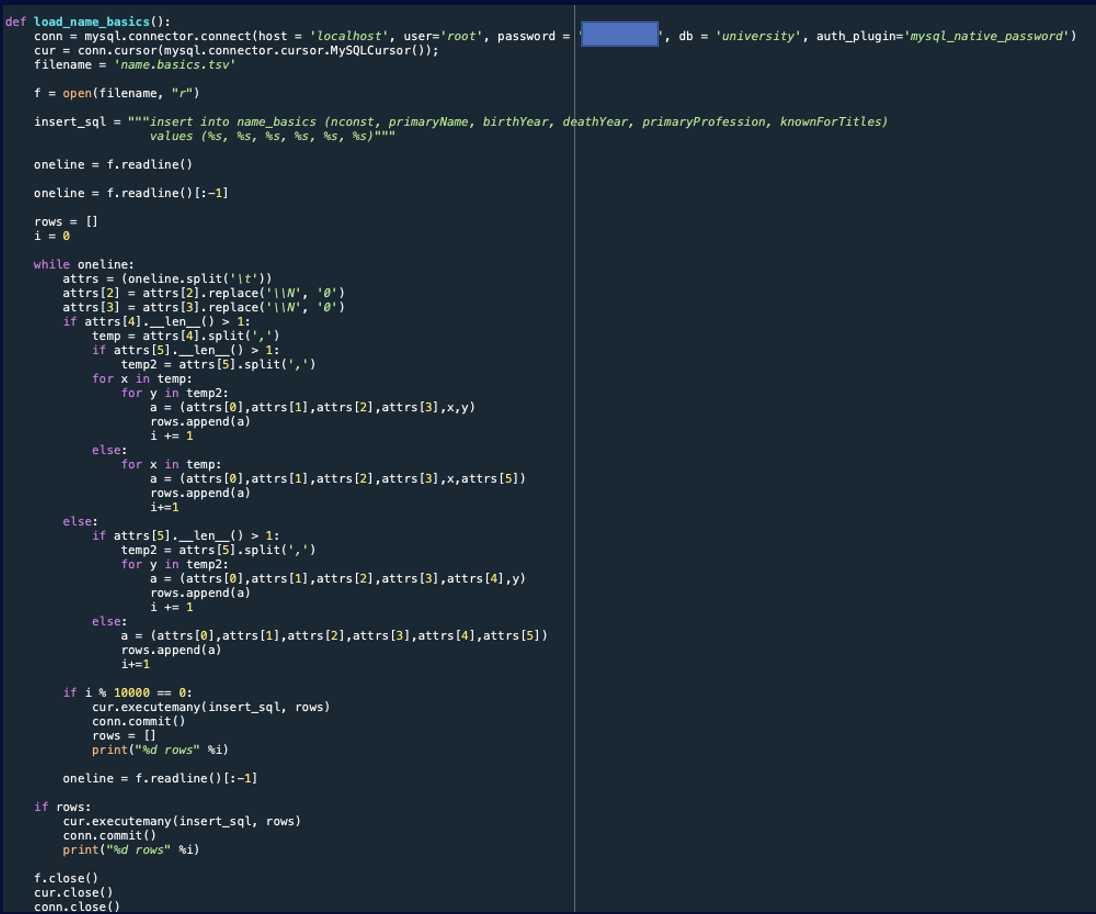 def load_name_basics():
    conn = mysql.connector.connect(host = 'localhost', user='root', password = '', db = 'university', auth_plugin='mysql_native_password')
    cur = conn.cursor(mysql.connector.cursor.MySQLCursor());
    filename = 'name.basics.tsv'

    f = open(filename, "r")

    insert_sql = """insert into name_basics (nconst, primaryName, birthYear, deathYear, primaryProfession, knownForTitles)
                    values (%s, %s, %s, %s, %s, %s)"""

    oneline = f.readline()

    oneline = f.readline()[:-1]

    rows = []
    i = 0

    while oneline:
        attrs = (oneline.split('\t'))
        attrs[2] = attrs[2].replace('\\N', '0')
        attrs[3] = attrs[3].replace('\\N', '0')
        if attrs[4].__len__() > 1:
            temp = attrs[4].split(',')
            if attrs[5].__len__() > 1:
                temp2 = attrs[5].split(',')
            for x in temp:
                for y in temp2:
                    a = (attrs[0],attrs[1],attrs[2],attrs[3],x,y)
                    rows.append(a)
                    i += 1
            else:
                for x in temp:
                    a = (attrs[0],attrs[1],attrs[2],attrs[3],x,attrs[5])
                    rows.append(a)
                    i+=1
        else:
            if attrs[5].__len__() > 1:
                temp2 = attrs[5].split(',')
                for y in temp2:
                    a = (attrs[0],attrs[1],attrs[2],attrs[3],attrs[4],y)
                    rows.append(a)
                    i += 1
            else:
                a = (attrs[0],attrs[1],attrs[2],attrs[3],attrs[4],attrs[5])
                rows.append(a)
                i+=1

        if i % 10000 == 0:
            cur.executemany(insert_sql, rows)
            conn.commit()
            rows = []
            print("%d rows" %i)

        oneline = f.readline()[:-1]

    if rows:
        cur.executemany(insert_sql, rows)
        conn.commit()
        print("%d rows" %i)

    f.close()
    cur.close()
    conn.close()